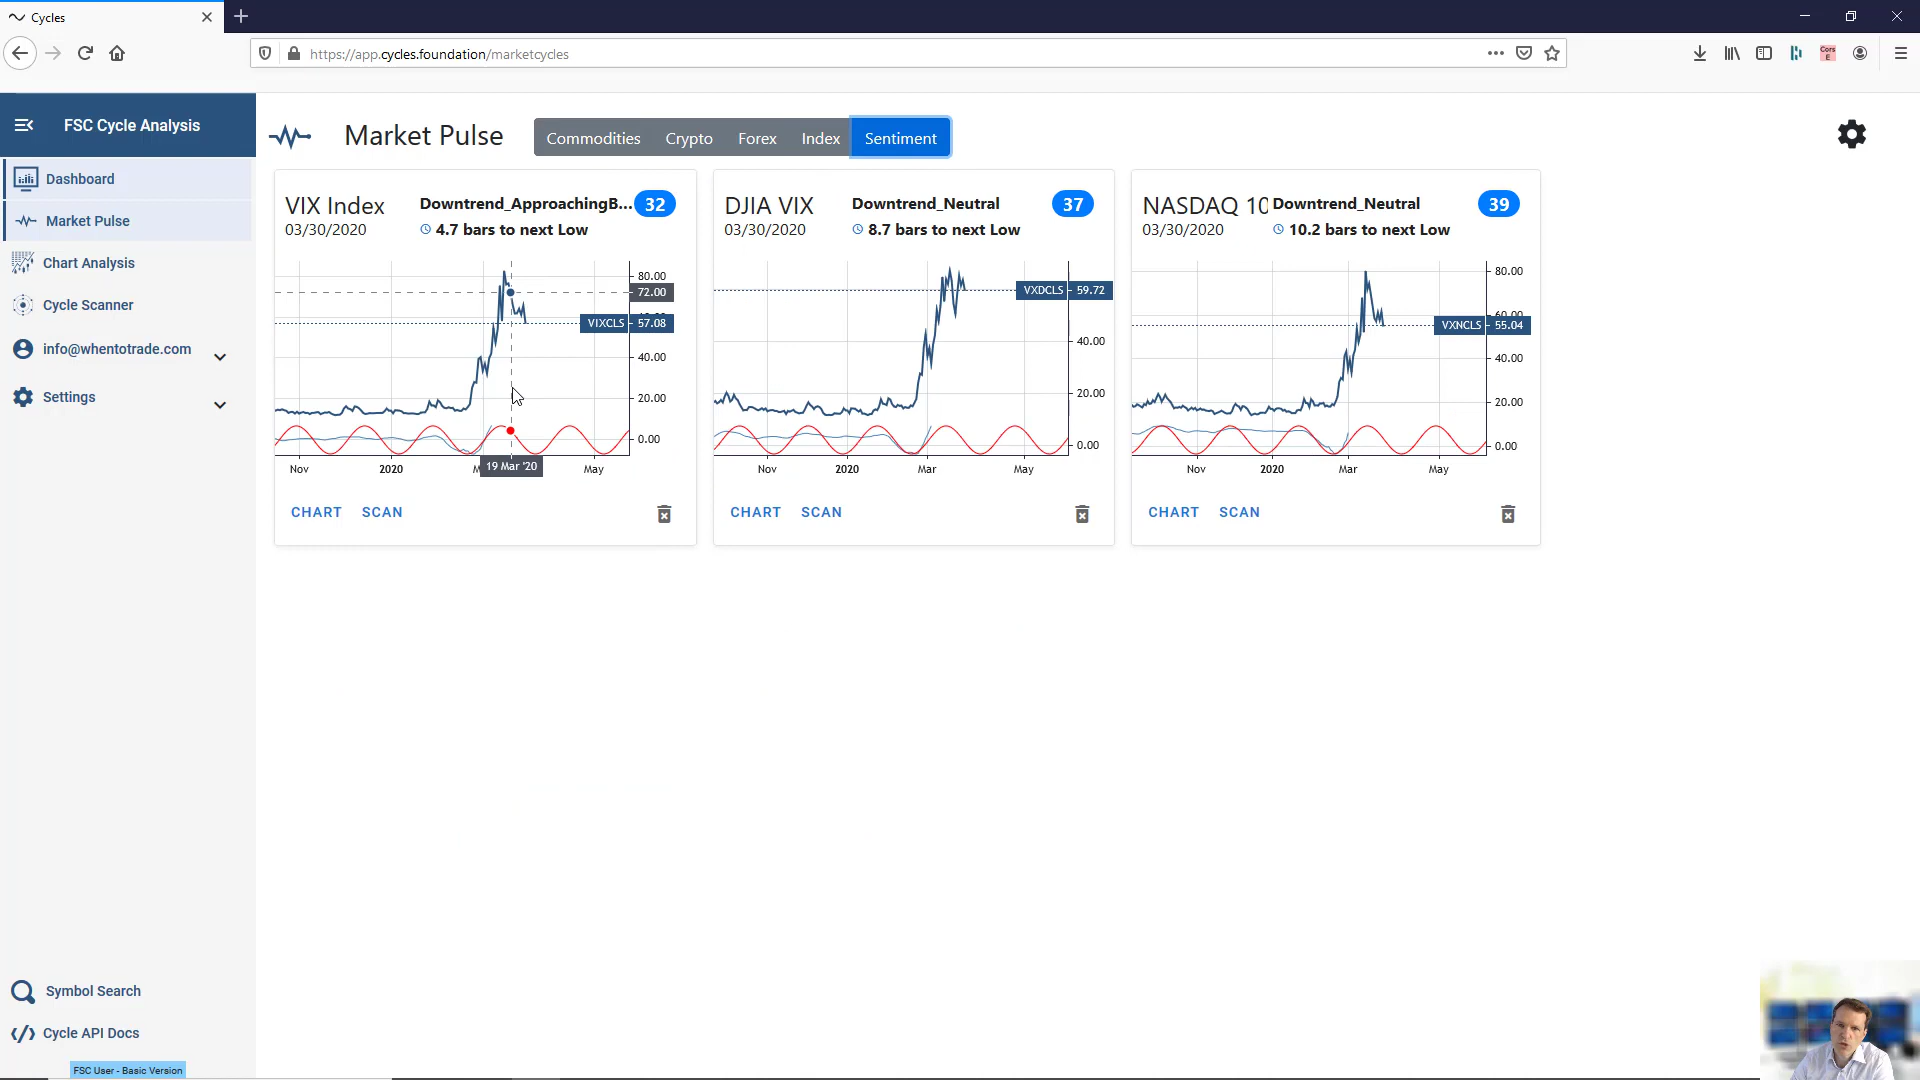 Cycles
https://app.cycles.foundation/marketcycles
Cors
E
FSC Cycle Analysis
Dashboard
Market Pulse
Chart Analysis
Cycle Scanner
info@whentotrade.com
Settings
Symbol Search
Cycle API Docs
FSC User - Basic Version
Market Pulse
Commodities
Crypto
Forex
Index
Sentiment
VIX Index
03/30/2020
Downtrend_ApproachingB...
32
4.7 bars to next Low
80.00
72.00
VIXCLS
57.08
40.00
20.00
0.00
Nov
2020
19 Mar '20
May
CHART
SCAN
DJIA VIX
03/30/2020
Downtrend_Neutral
37
8.7 bars to next Low
VXDCLS
59.72
40.00
20.00
0.00
Nov
2020
Mar
May
CHART
SCAN
NASDAQ 10
03/30/2020
Downtrend_Neutral
39
10.2 bars to next Low
80.00
VXNCLS
55.04
40.00
20.00
0.00
Nov
2020
Mar
May
CHART
SCAN